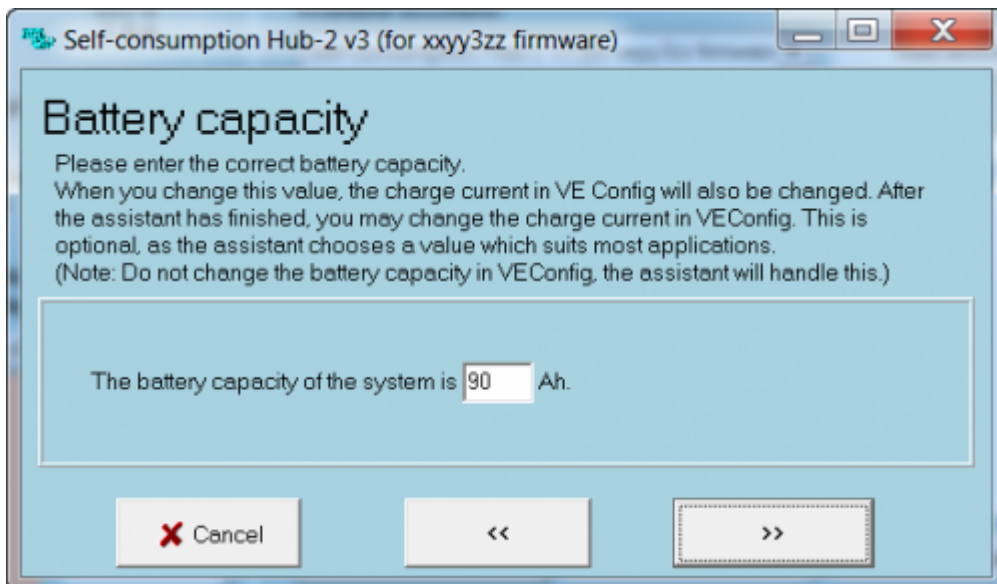 Self-consumption Hub-2 v3 (for xxyy3zz firmware)
Battery capacity
Please enter the correct battery capacity.
When you change this value, the charge current in VE Config will also be changed. After
the assistant has finished, you may change the charge current in VEConfig. This is
optional, as the assistant chooses a value which suits most applications.
(Note: Do not change the battery capacity in VEConfig, the assistant will handle this.)
The battery capacity of the system is 90 Ah.
Cancel << >>